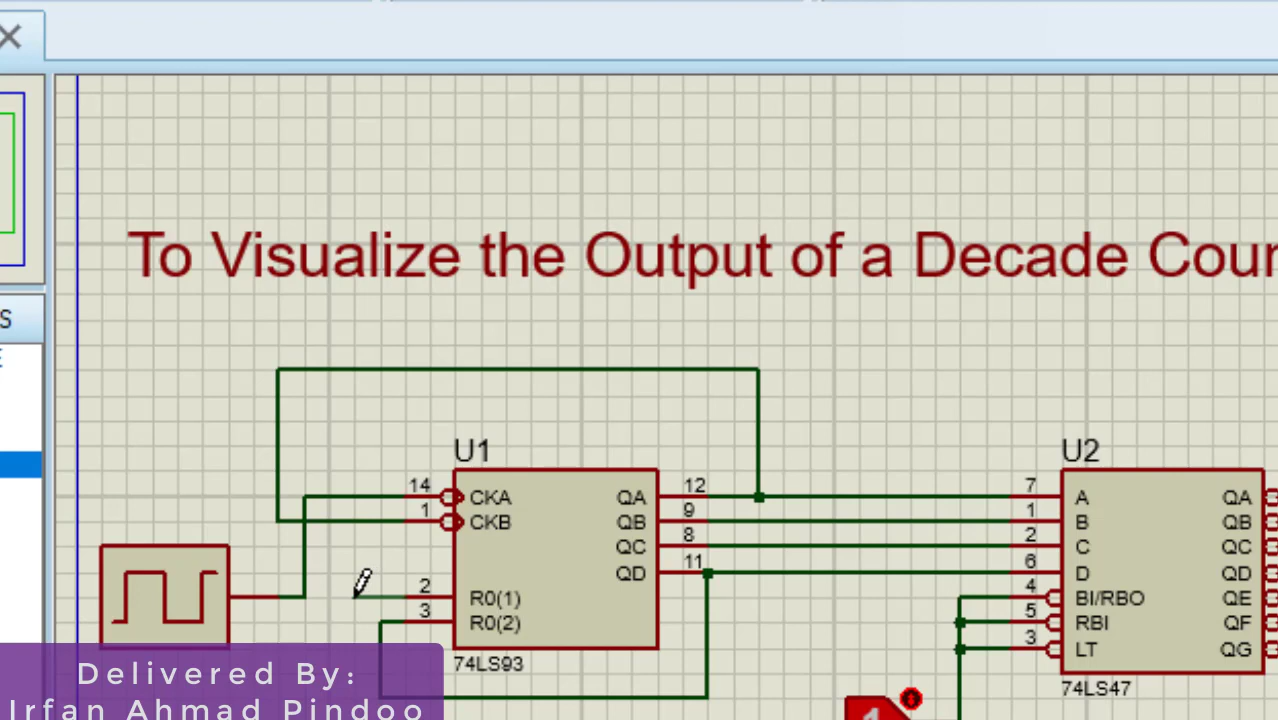 S
To Visualize the Output of a Decade Cour
U1
U2
14 CKA QA 12
1 CKB QB 9
QC 8
QD 11
2 R0(1)
3 R0(2)
74LS93
7 A QA
1 B QB
2 C QC
6 D QD
4 BI/RBO QE
5 RBI QF
3 LT QG
74LS47
1
Delivered By:
Irfan Ahmad Pindoo